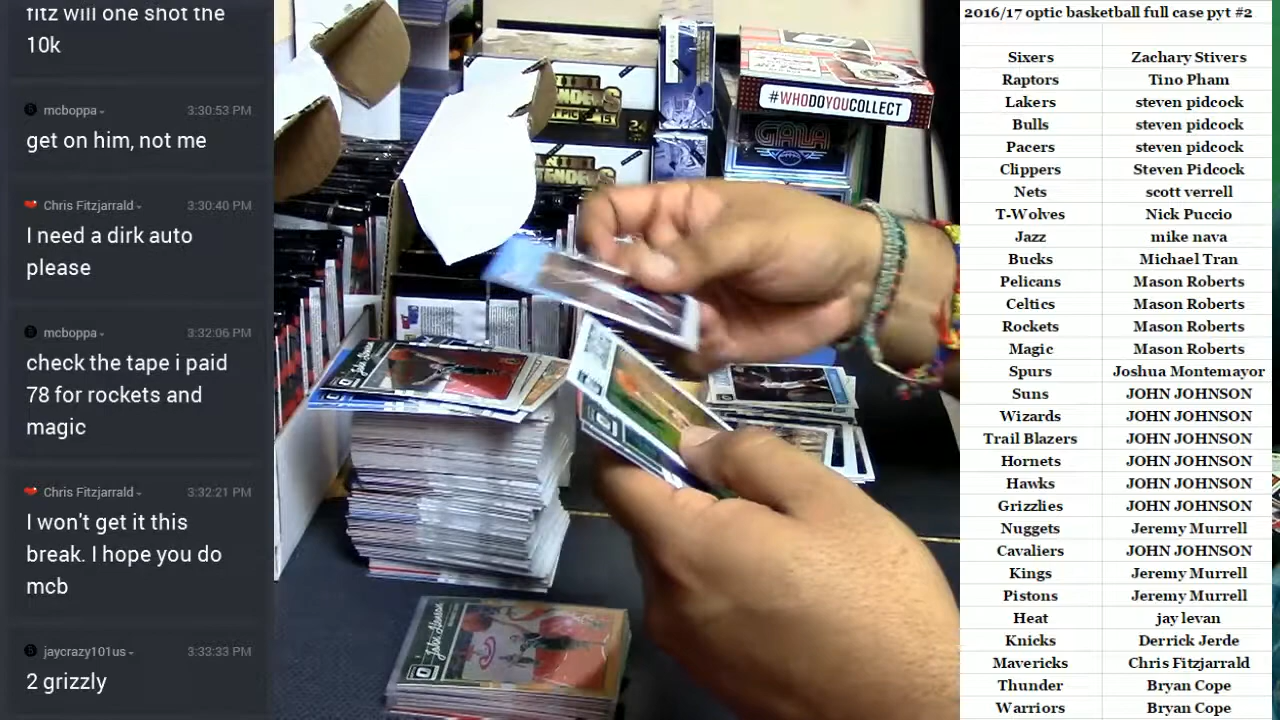 fitz will one shot the
10k
mcboppa 3:30:53 PM
get on him, not me
Chris Fitzjarrald 3:30:40 PM
I need a dirk auto
please
mcboppa 3:32:06 PM
check the tape i paid
78 for rockets and
magic
Chris Fitzjarrald 3:32:21 PM
I won't get it this
break. I hope you do
mcb
jaycrazy101us 3:33:33 PM
2 grizzly
PANINI
24
#WHODOYOUCOLLECT
GALA
PANINI
2016/17 optic basketball full case pyt #2
Sixers Zachary Stivers
Raptors Tino Pham
Lakers steven pidcock
Bulls steven pidcock
Pacers steven pidcock
Clippers Steven Pidcock
Nets scott verrell
T-Wolves Nick Puccio
Jazz mike nava
Bucks Michael Tran
Pelicans Mason Roberts
Celtics Mason Roberts
Rockets Mason Roberts
Magic Mason Roberts
Spurs Joshua Montemayor
Suns JOHN JOHNSON
Wizards JOHN JOHNSON
Trail Blazers JOHN JOHNSON
Hornets JOHN JOHNSON
Hawks JOHN JOHNSON
Grizzlies JOHN JOHNSON
Nuggets Jeremy Murrell
Cavaliers JOHN JOHNSON
Kings Jeremy Murrell
Pistons Jeremy Murrell
Heat jay levan
Knicks Derrick Jerde
Mavericks Chris Fitzjarrald
Thunder Bryan Cope
Warriors Bryan Cope